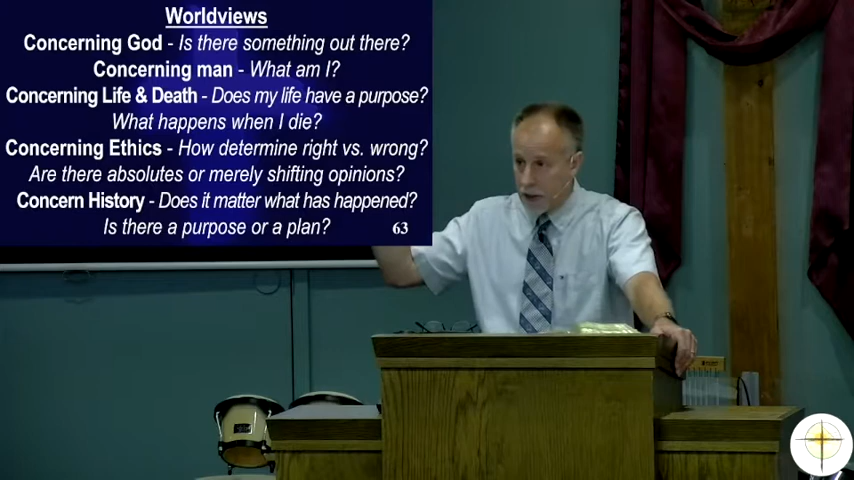 Worldviews
Concerning God - Is there something out there?
Concerning man - What am I?
Concerning Life & Death - Does my life have a purpose?
What happens when I die?
Concerning Ethics - How determine right vs. wrong?
Are there absolutes or merely shifting opinions?
Concern History - Does it matter what has happened?
Is there a purpose or a plan?
63